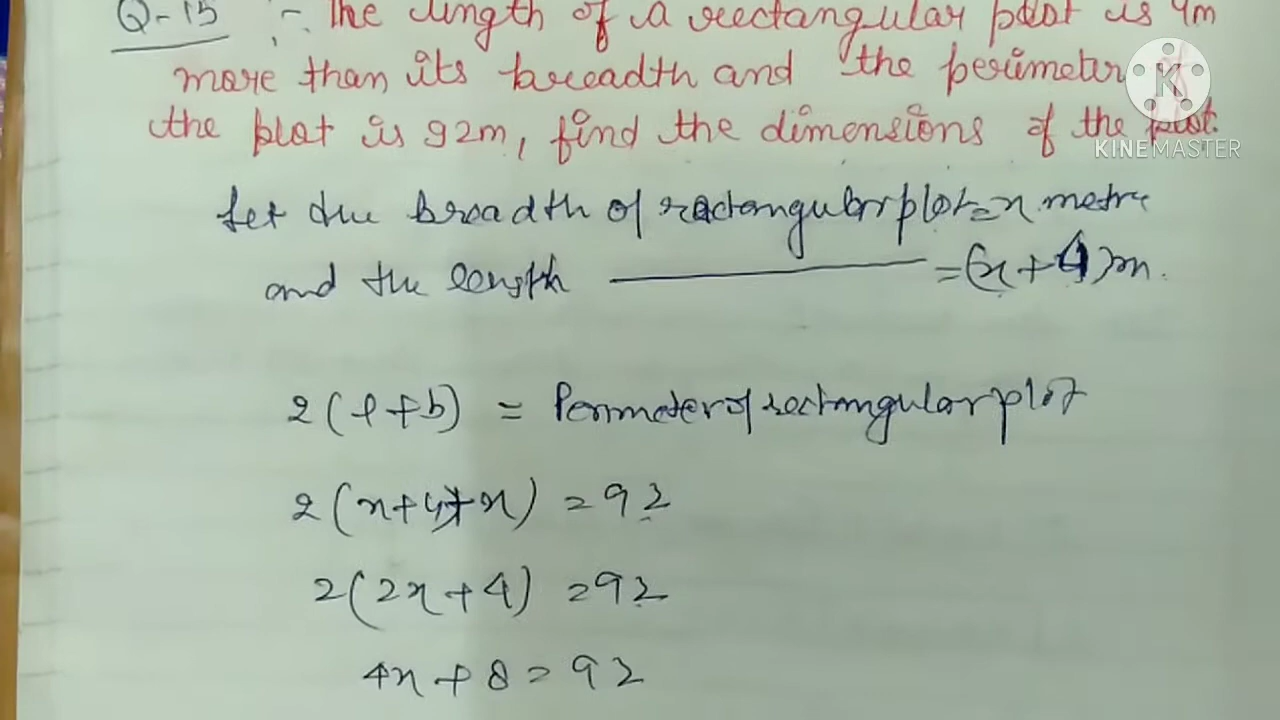 Q-15 :- The length of a rectangular plot is 4m
more than its breadth and the perimeter of
the plot is 92m, find the dimensions of the plot.
K
KINEMASTER
Let the breadth of rectangular plot = x metre
and the length ——— = (x+4)m.
2(l+b) = Perimeter of rectangular plot
2(x+4+x) = 92
2(2x+4) = 92
4x+8=92